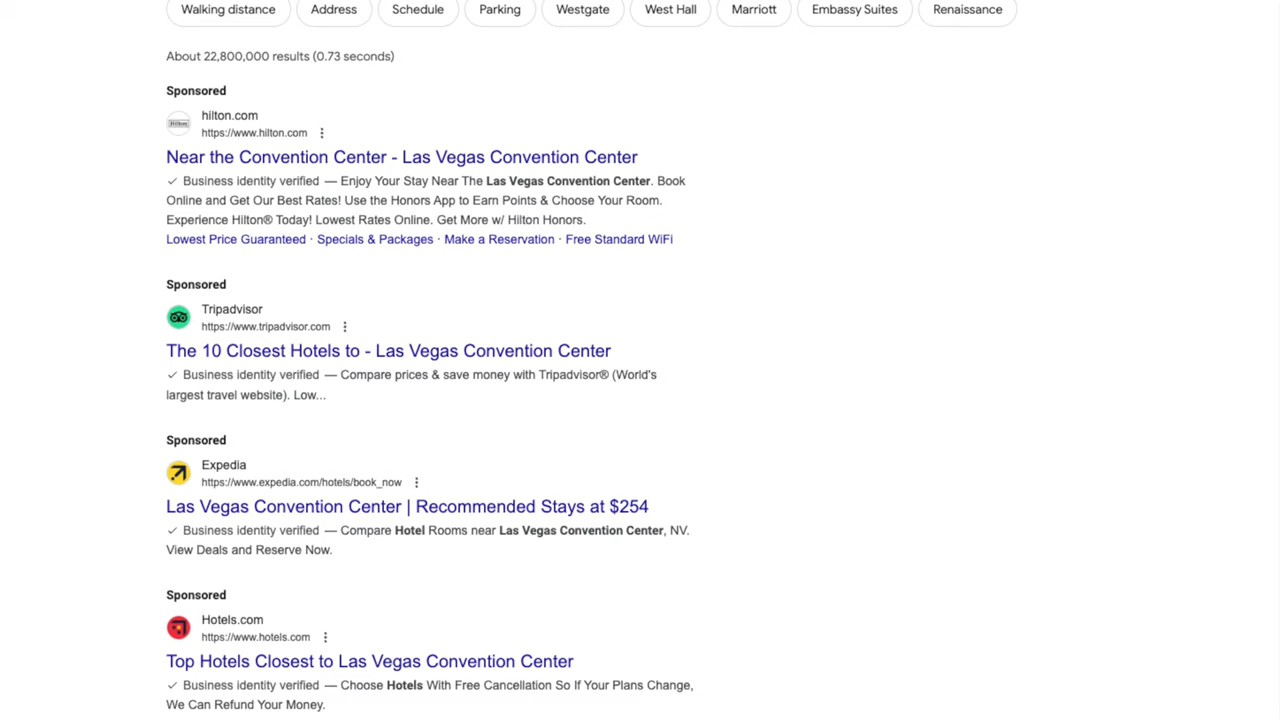 Walking distance Address Schedule Parking Westgate West Hall Marriott Embassy Suites Renaissance
About 22,800,000 results (0.73 seconds)
Sponsored
hilton.com
Hilton https://www.hilton.com
Near the Convention Center - Las Vegas Convention Center
Business identity verified — Enjoy Your Stay Near The Las Vegas Convention Center. Book
Online and Get Our Best Rates! Use the Honors App to Earn Points & Choose Your Room.
Experience Hilton® Today! Lowest Rates Online. Get More w/ Hilton Honors.
Lowest Price Guaranteed · Specials & Packages · Make a Reservation · Free Standard WiFi
Sponsored
Tripadvisor
https://www.tripadvisor.com
The 10 Closest Hotels to - Las Vegas Convention Center
Business identity verified — Compare prices & save money with Tripadvisor® (World's
largest travel website). Low...
Sponsored
Expedia
https://www.expedia.com/hotels/book_now
Las Vegas Convention Center | Recommended Stays at $254
Business identity verified — Compare Hotel Rooms near Las Vegas Convention Center, NV.
View Deals and Reserve Now.
Sponsored
Hotels.com
https://www.hotels.com
Top Hotels Closest to Las Vegas Convention Center
Business identity verified — Choose Hotels With Free Cancellation So If Your Plans Change,
We Can Refund Your Money.